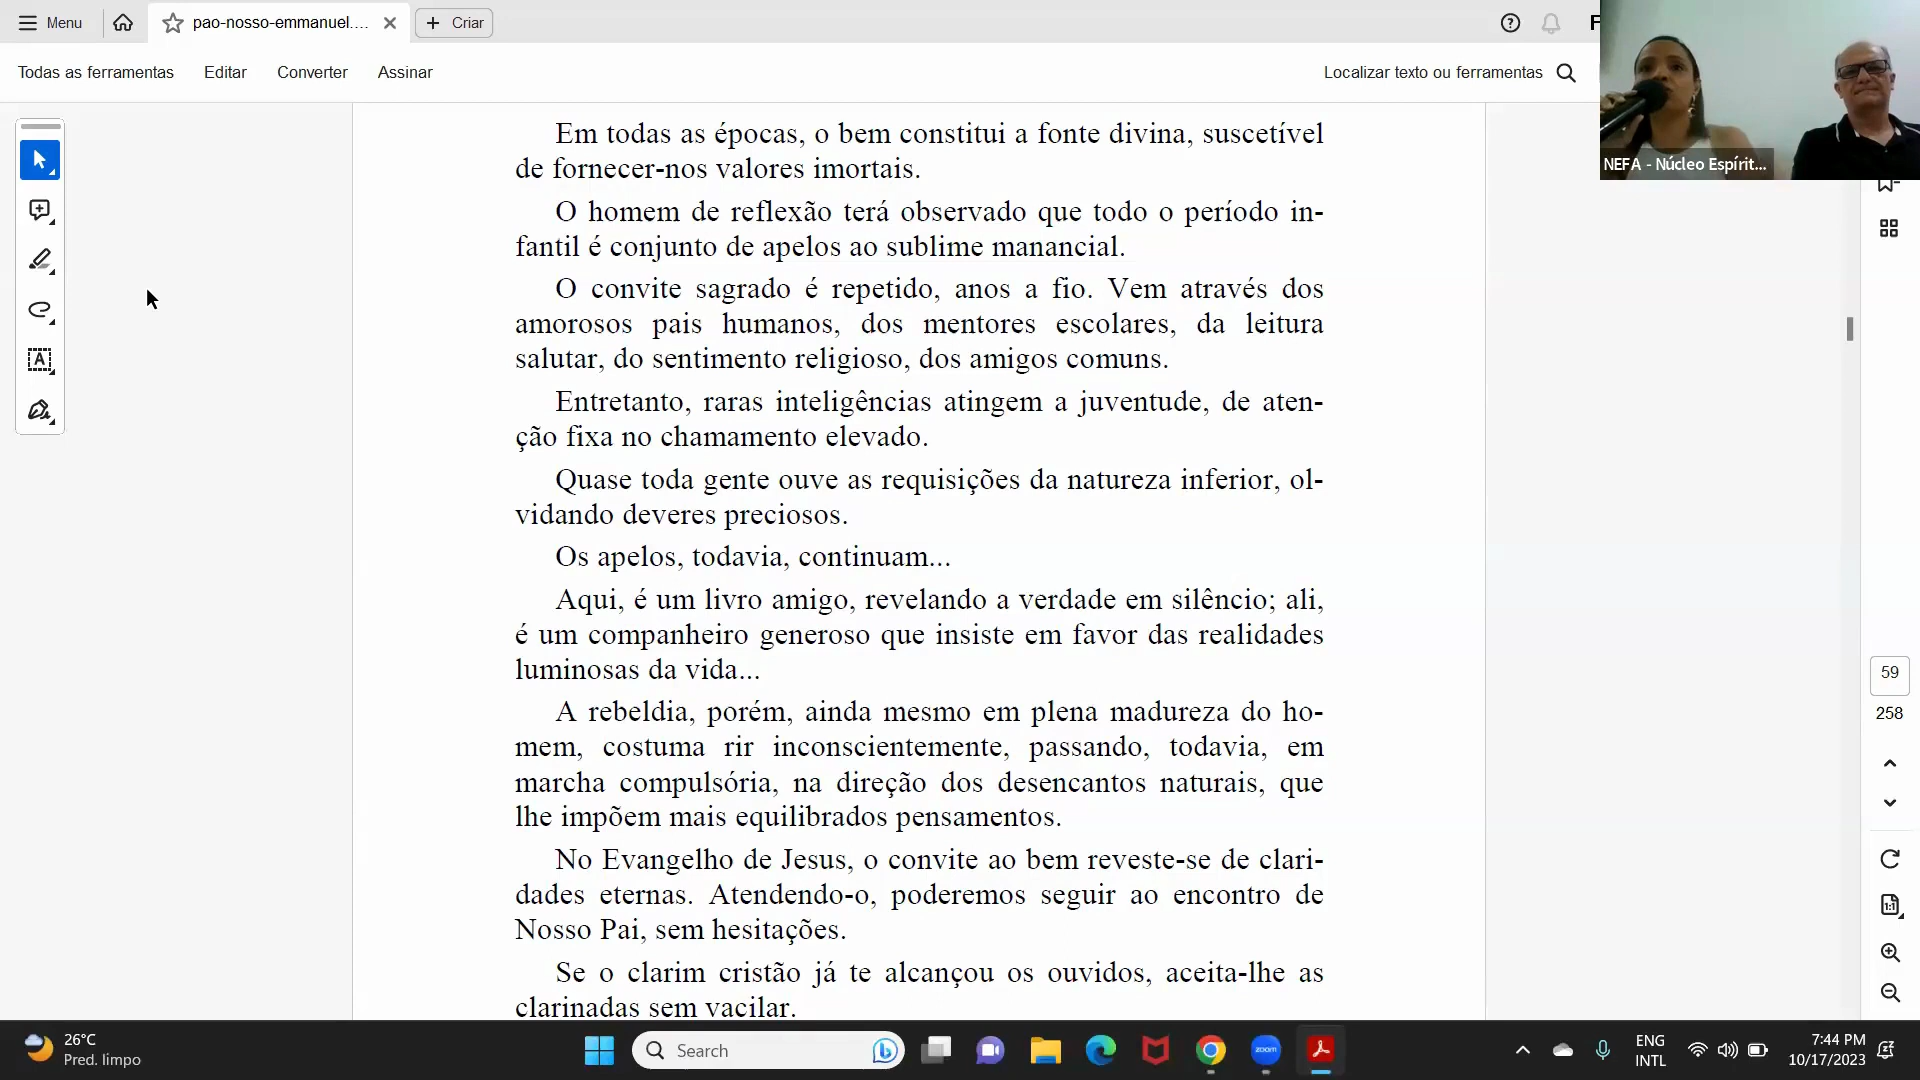 Menu
pao-nosso-emmanuel....
Criar
Todas as ferramentas
Editar
Converter
Assinar
Localizar texto ou ferramentas
NEFA - Núcleo Espírit...
Em todas as épocas, o bem constitui a fonte divina, suscetível
de fornecer-nos valores imortais.
O homem de reflexão terá observado que todo o período in-
fantil é conjunto de apelos ao sublime manancial.
O convite sagrado é repetido, anos a fio. Vem através dos
amorosos pais humanos, dos mentores escolares, da leitura
salutar, do sentimento religioso, dos amigos comuns.
Entretanto, raras inteligências atingem a juventude, de aten-
ção fixa no chamamento elevado.
Quase toda gente ouve as requisições da natureza inferior, ol-
vidando deveres preciosos.
Os apelos, todavia, continuam...
Aqui, é um livro amigo, revelando a verdade em silêncio; ali,
é um companheiro generoso que insiste em favor das realidades
luminosas da vida...
A rebeldia, porém, ainda mesmo em plena madureza do ho-
mem, costuma rir inconscientemente, passando, todavia, em
marcha compulsória, na direção dos desencantos naturais, que
lhe impõem mais equilibrados pensamentos.
No Evangelho de Jesus, o convite ao bem reveste-se de clari-
dades eternas. Atendendo-o, poderemos seguir ao encontro de
Nosso Pai, sem hesitações.
Se o clarim cristão já te alcançou os ouvidos, aceita-lhe as
clarinadas sem vacilar.
59
258
1:1
26°C
Pred. limpo
Search
zoom
ENG
INTL
7:44 PM
10/17/2023